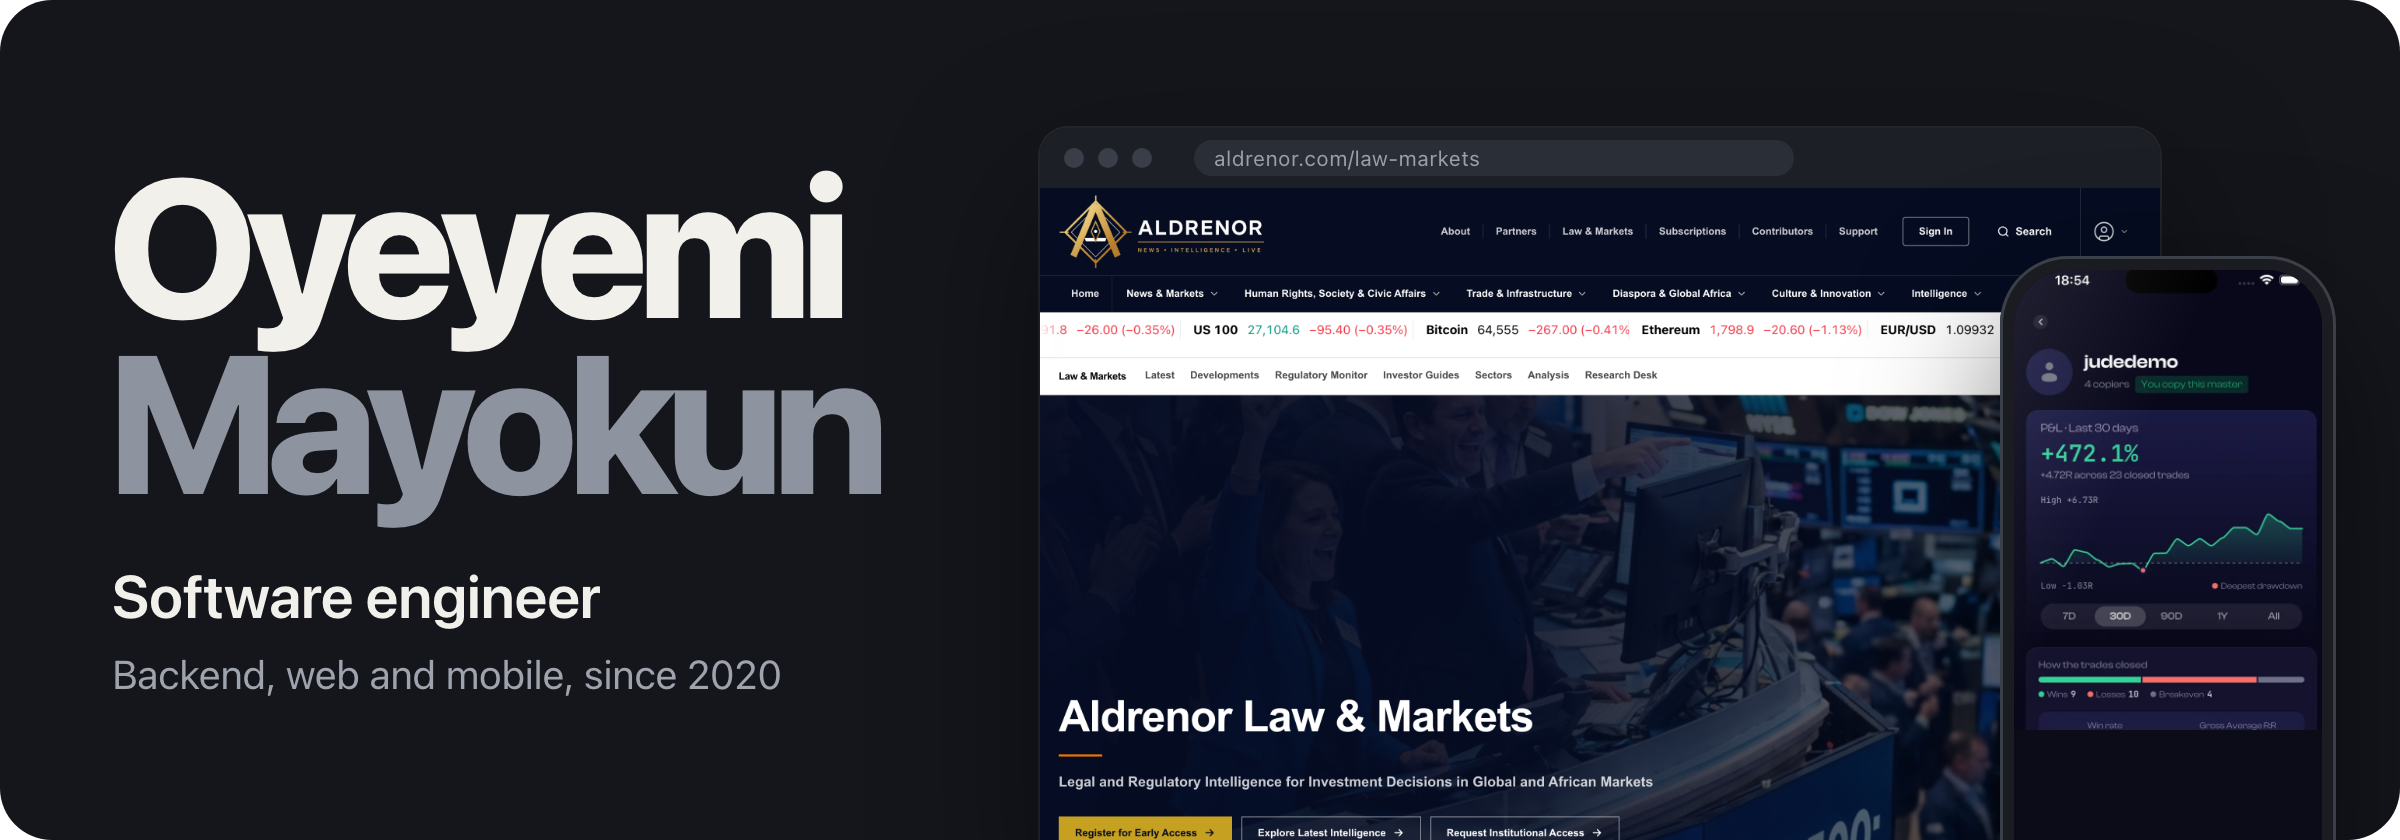 Oyeyemi
Mayokun
Software engineer
Backend, web and mobile, since 2020
aldrenor.com/law-markets
ALDRENOR
NEWS • INTELLIGENCE • LIVE
About Partners Law & Markets Subscriptions Contributors Support Sign In Search
Home News & Markets Human Rights, Society & Civic Affairs Trade & Infrastructure Diaspora & Global Africa Culture & Innovation Intelligence
91.8 −26.00 (−0.35%) US 100 27,104.6 −95.40 (−0.35%) Bitcoin 64,555 −267.00 (−0.41% Ethereum 1,798.9 −20.60 (−1.13%) EUR/USD 1.09932
Law & Markets Latest Developments Regulatory Monitor Investor Guides Sectors Analysis Research Desk
DOW JONES
NYSE
Aldrenor Law & Markets
Legal and Regulatory Intelligence for Investment Decisions in Global and African Markets
Register for Early Access → Explore Latest Intelligence → Request Institutional Access →
18:54
judedemo
4 copiers You copy this master
P&L · Last 30 days
+472.1%
+4.72R across 23 closed trades
High +6.73R
Low -1.03R Deepest drawdown
7D 30D 90D 1Y All
How the trades closed
Wins 9 Losses 10 Breakeven 4
Win rate Gross Average RR